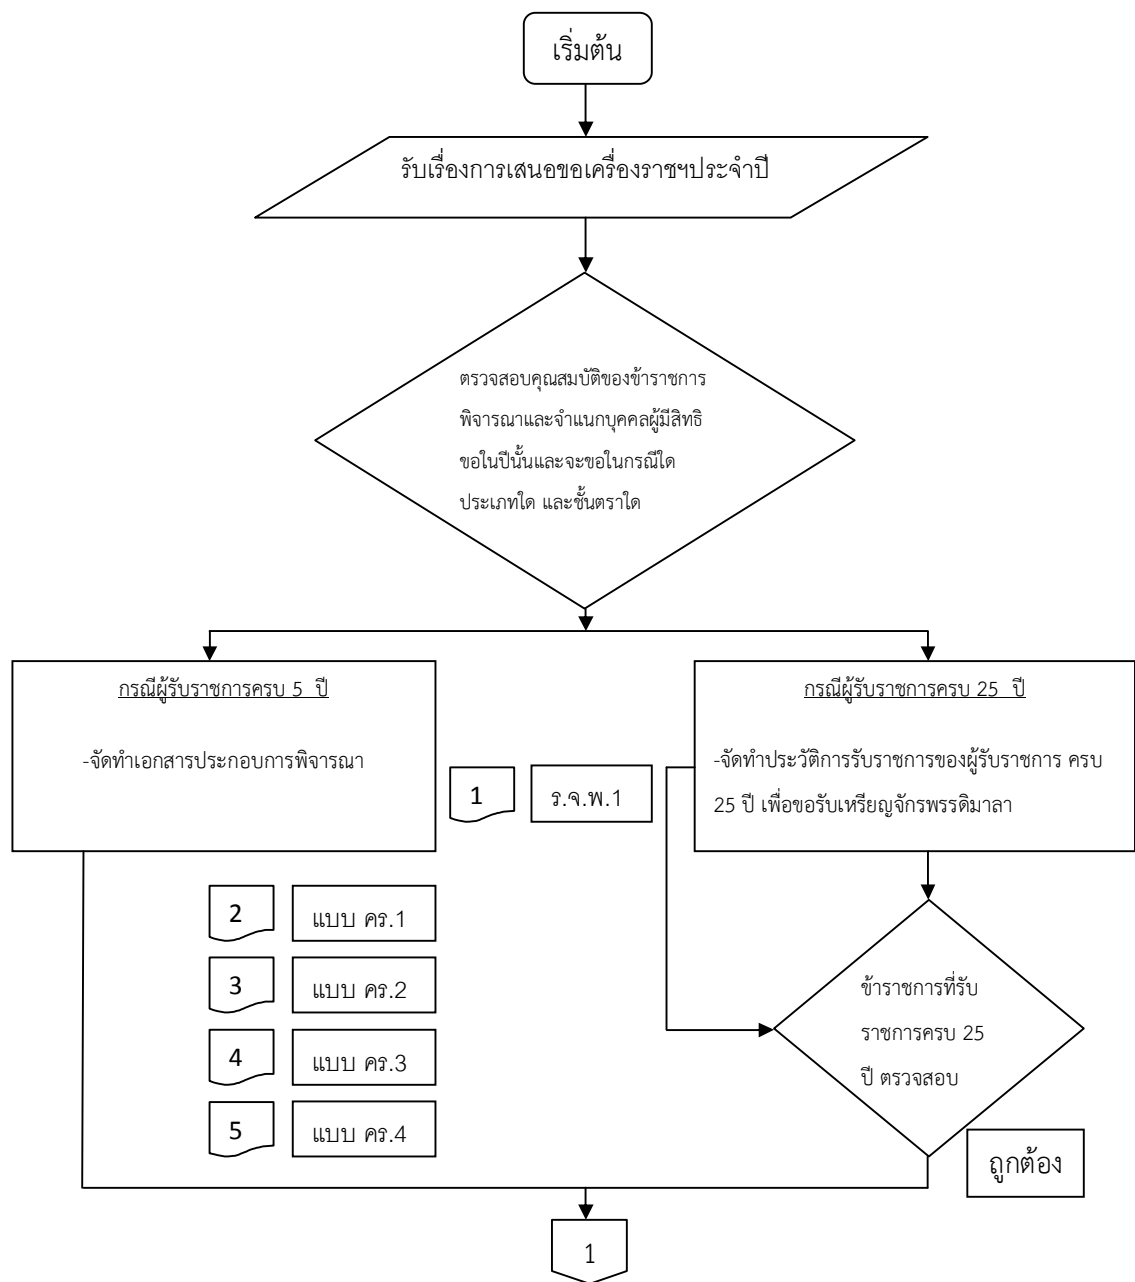 เริ่มต้น
รับเรื่องการเสนอขอเครื่องราชฯประจำปี
ตรวจสอบคุณสมบัติของข้าราชการ
พิจารณาและจำแนกบุคคลผู้มีสิทธิ
ขอในปีนั้นและจะขอในกรณีใด
ประเภทใด และชั้นตราใด
กรณีผู้รับราชการครบ 5 ปี
-จัดทำเอกสารประกอบการพิจารณา
กรณีผู้รับราชการครบ 25 ปี
-จัดทำประวัติการรับราชการของผู้รับราชการ ครบ
25 ปี เพื่อขอรับเหรียญจักรพรรดิมาลา
1 ร.จ.พ.1
2 แบบ คร.1
3 แบบ คร.2
4 แบบ คร.3
5 แบบ คร.4
ข้าราชการที่รับ
ราชการครบ 25
ปี ตรวจสอบ
ถูกต้อง
1